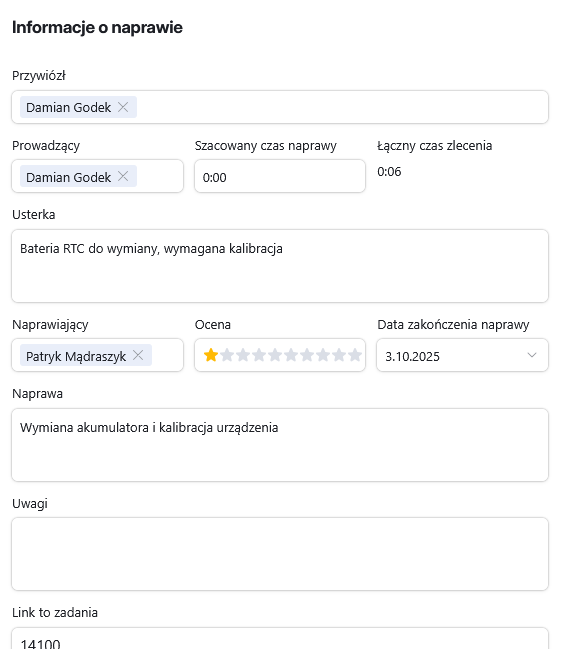 Informacje o naprawie
Przywiózł
Damian Godek
Prowadzący
Szacowany czas naprawy
Łączny czas zlecenia
Damian Godek
0:00
0:06
Usterka
Bateria RTC do wymiany, wymagana kalibracja
Naprawiający
Ocena
Data zakończenia naprawy
Patryk Mądraszyk
3.10.2025
Naprawa
Wymiana akumulatora i kalibracja urządzenia
Uwagi
Link to zadania
14100